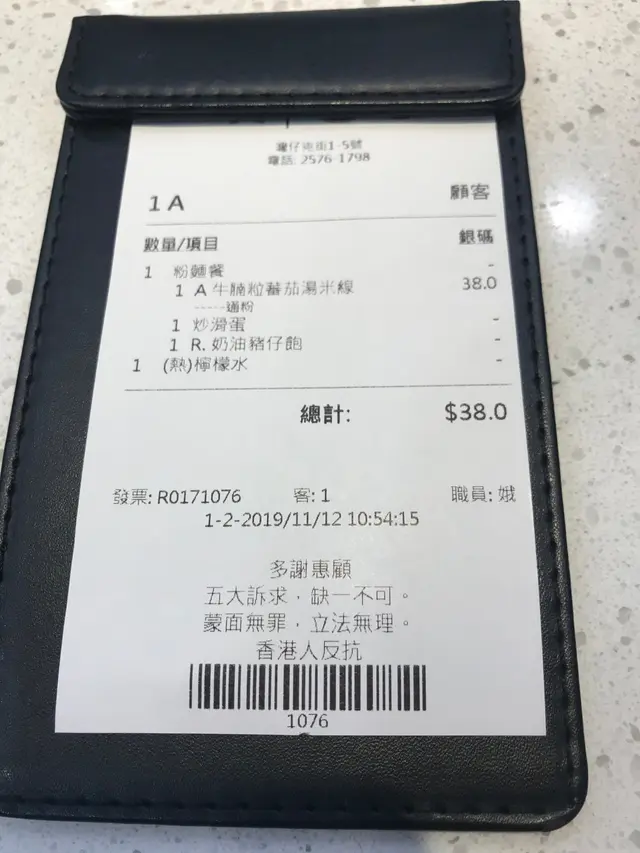 灣仔克街1-5號
電話: 2576-1798
1 A 顧客
數量/項目 銀碼
1 粉麵餐 -
1 A 牛腩粒蕃茄湯米線 38.0
-----通粉
1 炒滑蛋 -
1 R. 奶油豬仔飽 -
1 (熱)檸檬水 -
總計: $38.0
發票: R0171076 客: 1 職員: 娥
1-2-2019/11/12 10:54:15
多謝惠顧
五大訴求，缺一不可。
蒙面無罪，立法無理。
香港人反抗
1076